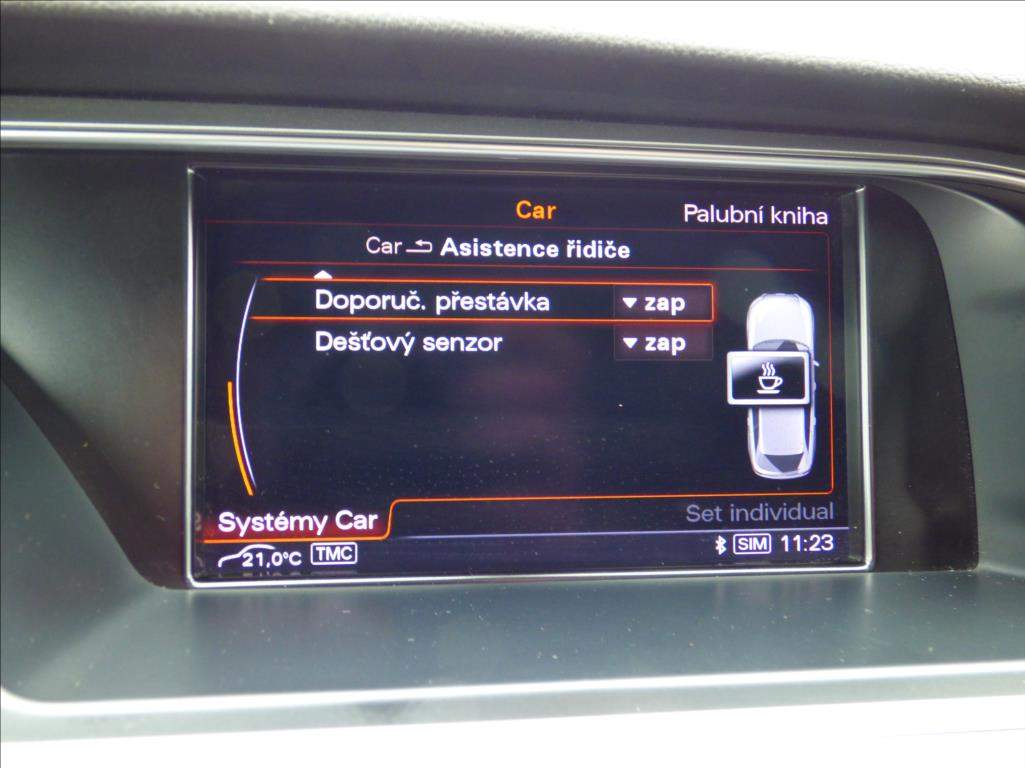 Car
Palubní kniha
Car Asistence řidiče
Doporuč. přestávka zap
Dešťový senzor zap
Systémy Car
Set individual
21,0°C TMC
SIM 11:23